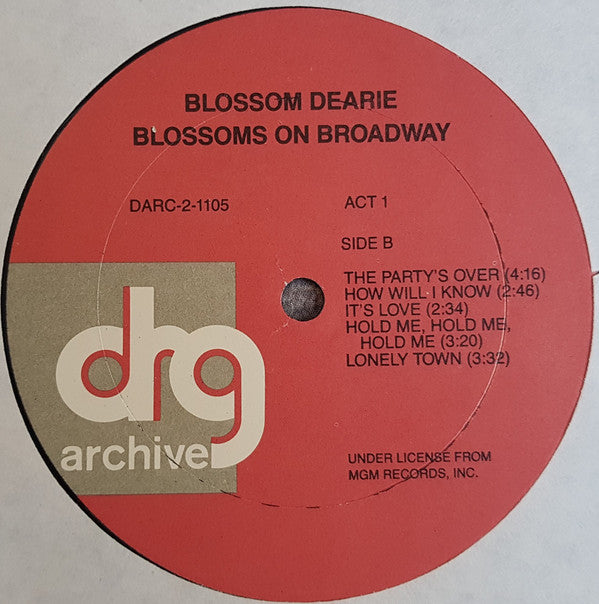 BLOSSOM DEARIE
BLOSSOMS ON BROADWAY
DARC-2-1105
ACT 1
SIDE B
THE PARTY'S OVER (4:16)
HOW WILL I KNOW (2:46)
IT'S LOVE (2:34)
HOLD ME, HOLD ME,
HOLD ME (3:20)
LONELY TOWN (3:32)
drg
archive
UNDER LICENSE FROM
MGM RECORDS, INC.